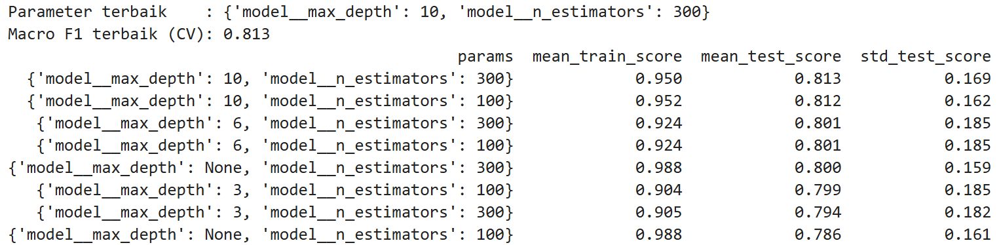 Parameter terbaik    : {'model__max_depth': 10, 'model__n_estimators': 300}
Macro F1 terbaik (CV): 0.813
                                               params  mean_train_score  mean_test_score  std_test_score
  {'model__max_depth': 10, 'model__n_estimators': 300}             0.950            0.813           0.169
  {'model__max_depth': 10, 'model__n_estimators': 100}             0.952            0.812           0.162
   {'model__max_depth': 6, 'model__n_estimators': 300}             0.924            0.801           0.185
   {'model__max_depth': 6, 'model__n_estimators': 100}             0.924            0.801           0.185
{'model__max_depth': None, 'model__n_estimators': 300}             0.988            0.800           0.159
   {'model__max_depth': 3, 'model__n_estimators': 100}             0.904            0.799           0.185
   {'model__max_depth': 3, 'model__n_estimators': 300}             0.905            0.794           0.182
{'model__max_depth': None, 'model__n_estimators': 100}             0.988            0.786           0.161